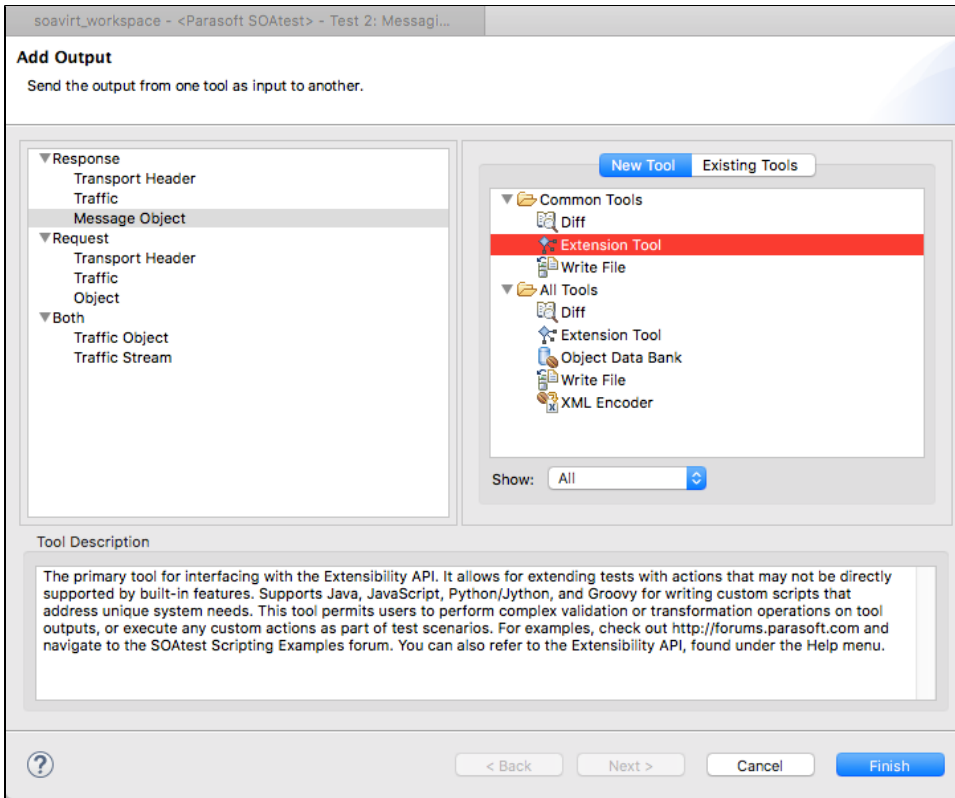 soavirt_workspace - <Parasoft SOAtest> - Test 2: Messagi...
Add Output
Send the output from one tool as input to another.
Response
Transport Header
Traffic
Message Object
Request
Transport Header
Traffic
Object
Both
Traffic Object
Traffic Stream
New Tool Existing Tools
Common Tools
Diff
Extension Tool
Write File
All Tools
Diff
Extension Tool
Object Data Bank
Write File
XML Encoder
Show: All
Tool Description
The primary tool for interfacing with the Extensibility API. It allows for extending tests with actions that may not be directly
supported by built-in features. Supports Java, JavaScript, Python/Jython, and Groovy for writing custom scripts that
address unique system needs. This tool permits users to perform complex validation or transformation operations on tool
outputs, or execute any custom actions as part of test scenarios. For examples, check out http://forums.parasoft.com and
navigate to the SOAtest Scripting Examples forum. You can also refer to the Extensibility API, found under the Help menu.
? < Back Next > Cancel Finish